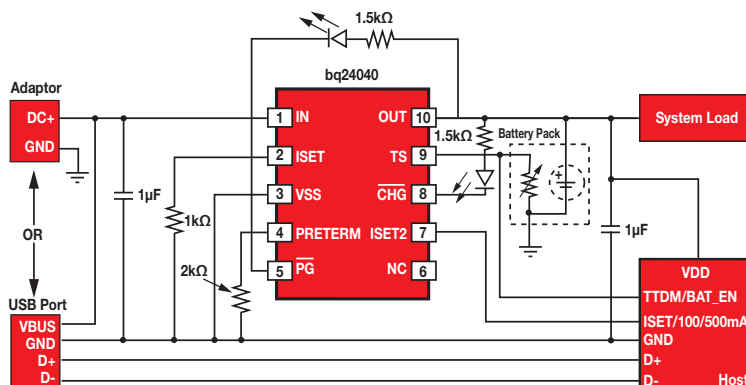 1.5kΩ
bq24040
Adaptor
DC+
GND
OR
USB Port
VBUS
GND
D+
D-
1µF
1kΩ
2kΩ
1 IN
2 ISET
3 VSS
4 PRETERM
5 PG
OUT 10
TS 9
CHG 8
ISET2 7
NC 6
1.5kΩ
Battery Pack
+
1µF
System Load
VDD
TTDM/BAT_EN
ISET/100/500mA
GND
D+
D-
Host